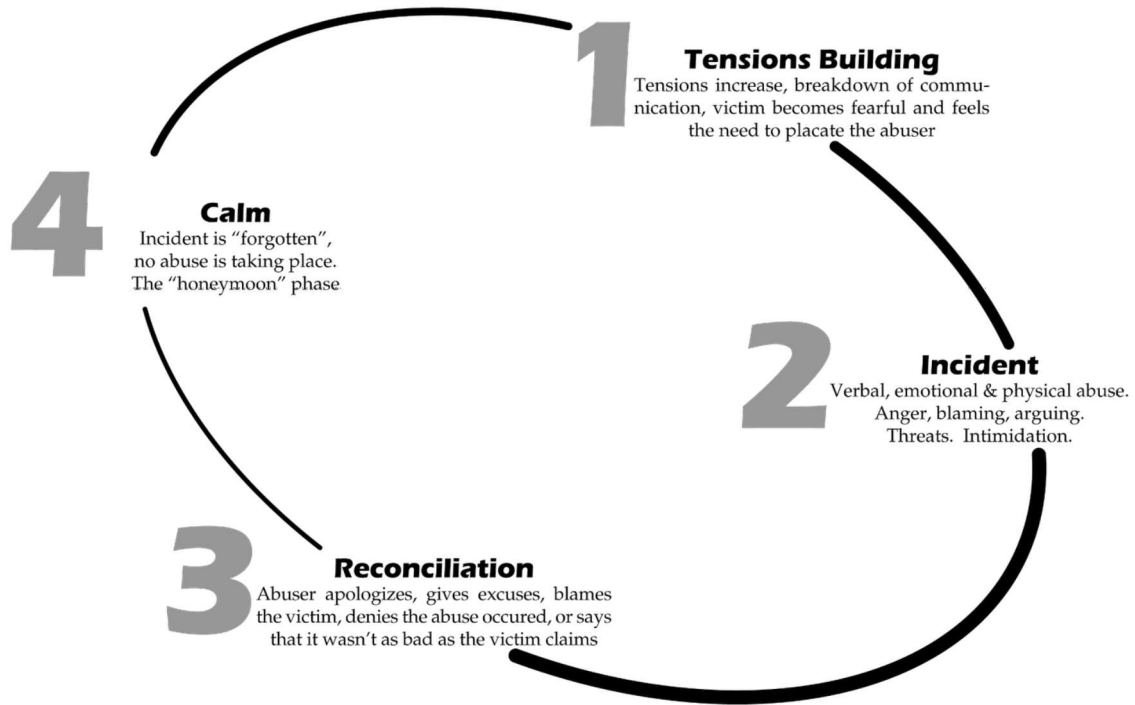 1
Tensions Building
Tensions increase, breakdown of commu-
nication, victim becomes fearful and feels
the need to placate the abuser
2
Incident
Verbal, emotional & physical abuse.
Anger, blaming, arguing.
Threats. Intimidation.
3
Reconciliation
Abuser apologizes, gives excuses, blames
the victim, denies the abuse occured, or says
that it wasn't as bad as the victim claims
4
Calm
Incident is "forgotten",
no abuse is taking place.
The "honeymoon" phase